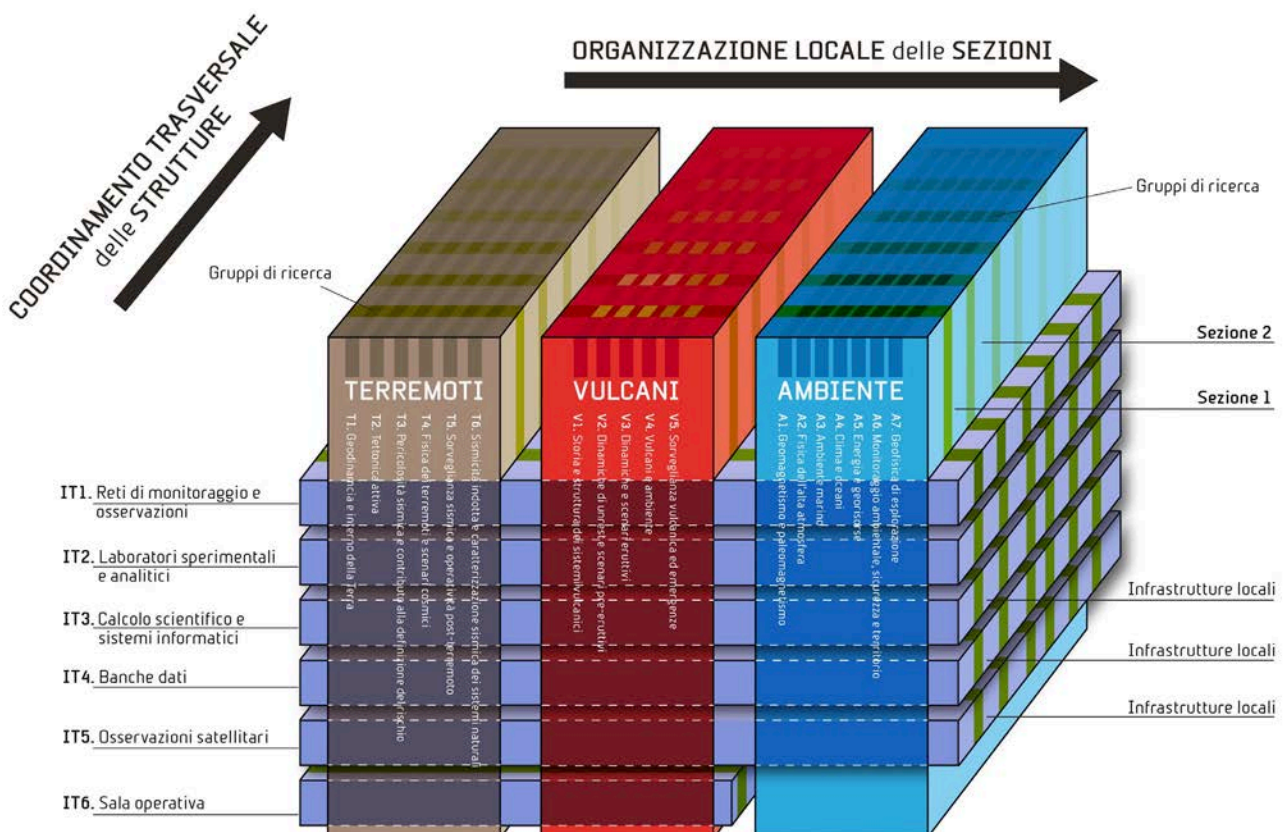 COORDINAMENTO TRASVERSALE
delle STRUTTURE
ORGANIZZAZIONE LOCALE delle SEZIONI
Gruppi di ricerca
Gruppi di ricerca
Sezione 2
Sezione 1
TERREMOTI
T1. Geodinamica e interno della Terra
T2. Tettonica attiva
T3. Pericolosità sismica e contributo alla definizione del rischio
T4. Fisica dei terremoti e scenari cosismici
T5. Sorveglianza sismica e operatività post-terremoto
T6. Sismicità indotta e caratterizzazione sismica dei sistemi naturali
VULCANI
V1. Storia e struttura dei sistemi vulcanici
V2. Dinamiche di unrest e scenari pre-eruttivi
V3. Dinamiche e scenari eruttivi
V4. Vulcani e ambiente
V5. Sorveglianza vulcanica ed emergenze
AMBIENTE
A1. Geomagnetismo e paleomagnetismo
A2. Fisica dell'alta atmosfera
A3. Ambiente marino
A4. Clima e oceani
A5. Energia e georisorse
A6. Monitoraggio ambientale, sicurezza e territorio
A7. Geofisica di esplorazione
IT1. Reti di monitoraggio e
osservazioni
IT2. Laboratori sperimentali
e analitici
IT3. Calcolo scientifico e
sistemi informatici
IT4. Banche dati
IT5. Osservazioni satellitari
IT6. Sala operativa
Infrastrutture locali
Infrastrutture locali
Infrastrutture locali